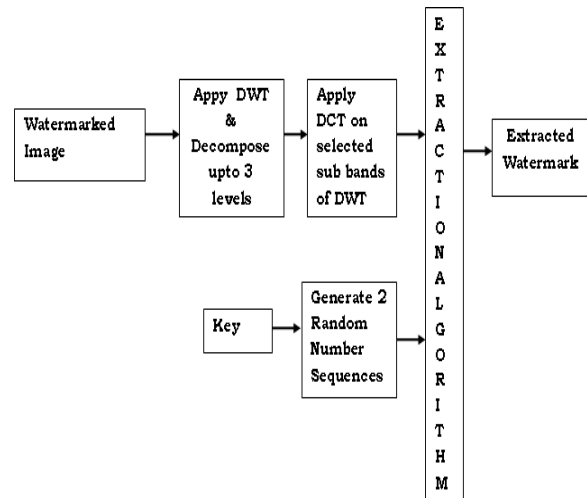 Watermarked
Image
Appy DWT
&
Decompose
upto 3
levels
Apply
DCT on
selected
sub bands
of DWT
E
X
T
R
A
C
T
I
O
N
A
L
G
O
R
I
T
H
M
Extracted
Watermark
Key
Generate 2
Random
Number
Sequences